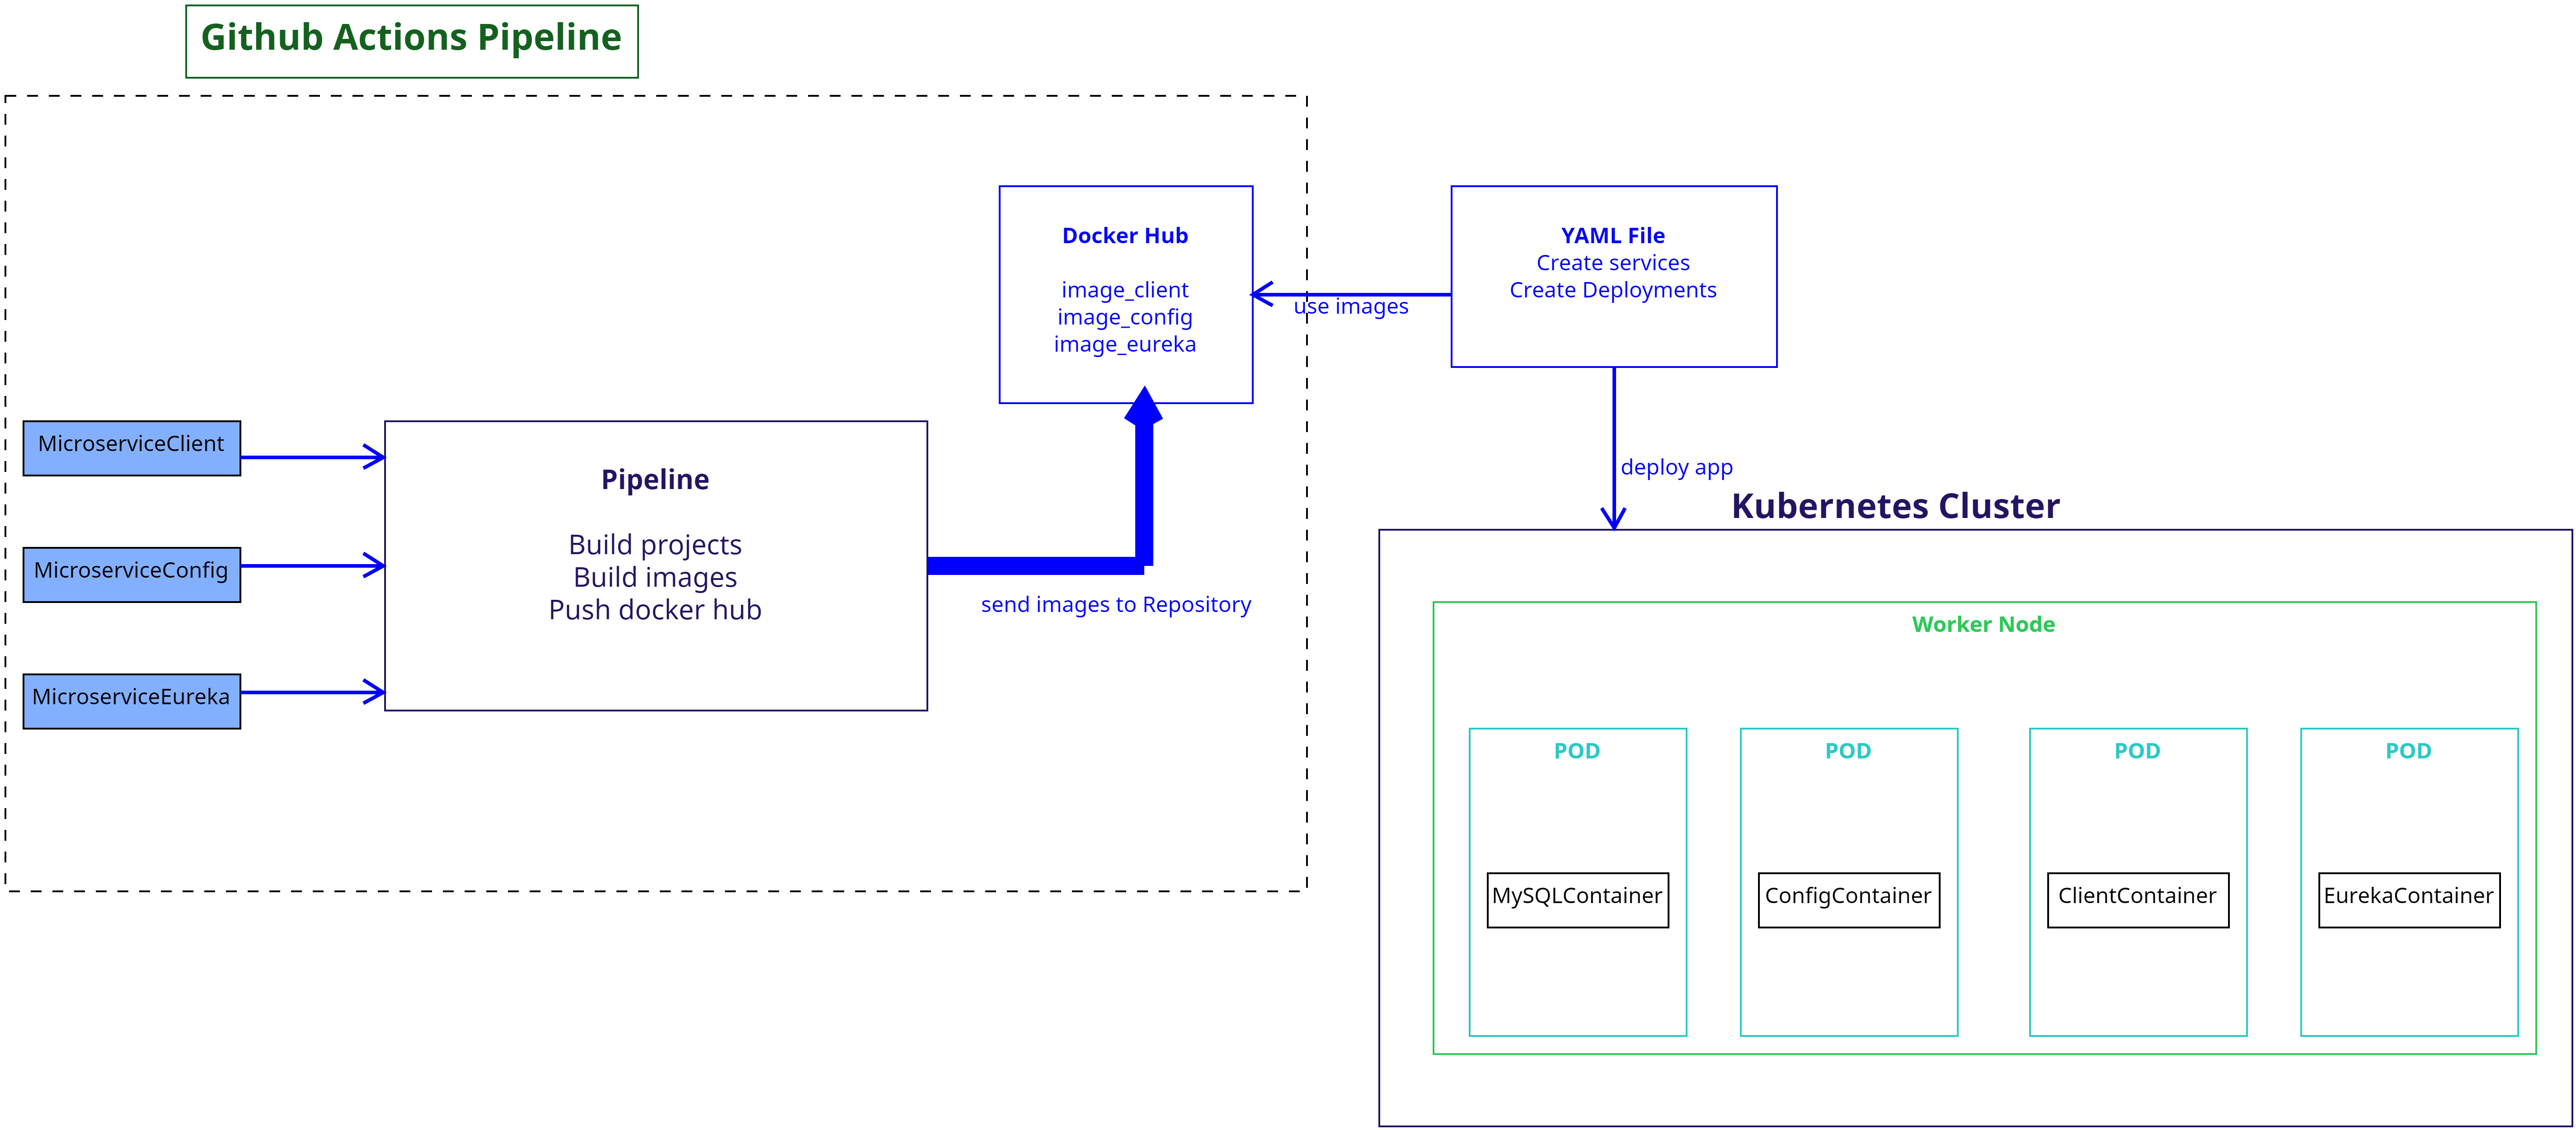 Github Actions Pipeline
Docker Hub
image_client
image_config
image_eureka
use images
YAML File
Create services
Create Deployments
MicroserviceClient
MicroserviceConfig
MicroserviceEureka
Pipeline
Build projects
Build images
Push docker hub
send images to Repository
deploy app
Kubernetes Cluster
Worker Node
POD
MySQLContainer
POD
ConfigContainer
POD
ClientContainer
POD
EurekaContainer